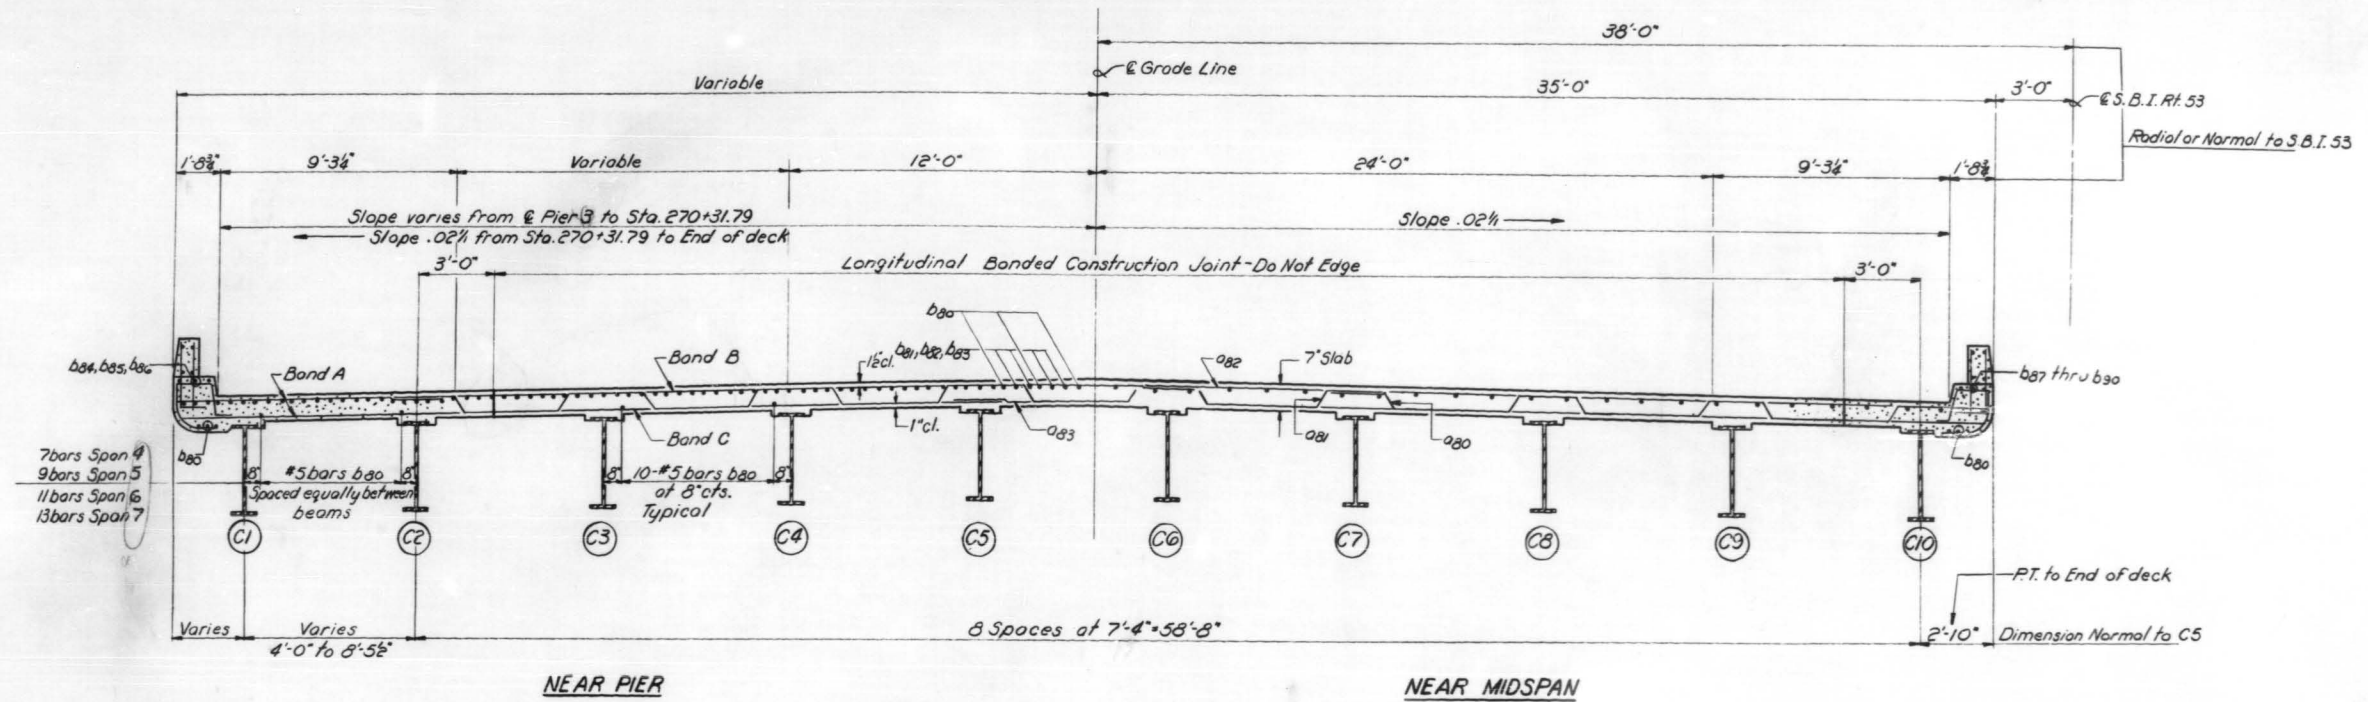 38'-0"
℄ Grade Line
Variable
35'-0"
3'-0"
℄ S.B.I. Rt. 53
Radial or Normal to S.B.I. 53
1'-8¾"
9'-3¼"
Variable
12'-0"
24'-0"
9'-3¼"
1'-8¾"
Slope varies from ℄ Pier 3 to Sta. 270+31.79
Slope .02'/1 from Sta. 270+31.79 to End of deck
Slope .02'/1
3'-0"
Longitudinal Bonded Construction Joint-Do Not Edge
3'-0"
b80
b81, b82, b83
1½"cl.
a82
7" Slab
b84, b85, b86
Band A
Band B
b87 thru b90
Band C
1"cl.
a83
a81
a80
b80
b80
7 bars Span 4
9 bars Span 5
11 bars Span 6
13 bars Span 7
8"
#5 bars b80
8"
Spaced equally between
beams
8"
10-#5 bars b80
8"
at 8"cts.
Typical
C1
C2
C3
C4
C5
C6
C7
C8
C9
C10
P.T. to End of deck
Varies
Varies
4'-0" to 8'-5½"
8 Spaces at 7'-4"=58'-8"
2'-10"
Dimension Normal to C5
NEAR PIER
NEAR MIDSPAN